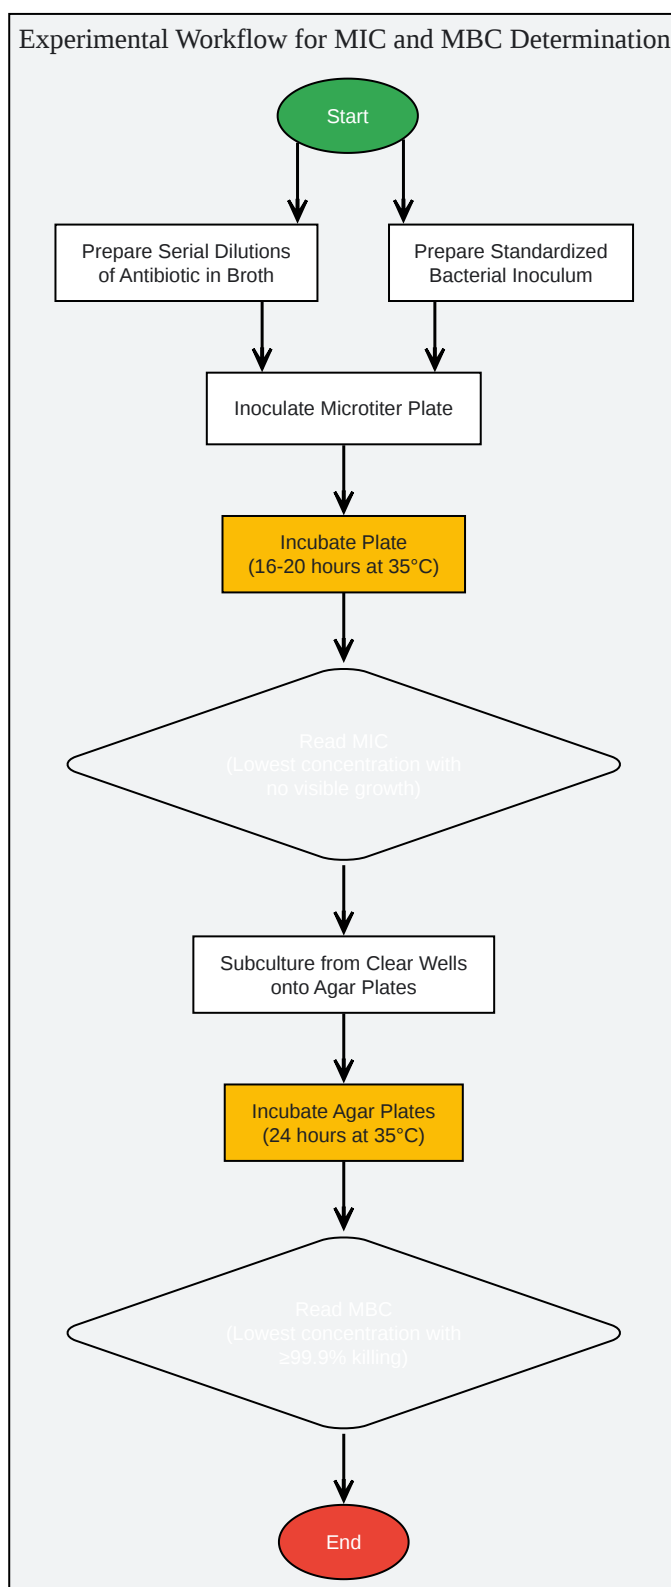 Experimental Workflow for MIC and MBC Determination
Start
Prepare Serial Dilutions
of Antibiotic in Broth
Prepare Standardized
Bacterial Inoculum
Inoculate Microtiter Plate
Incubate Plate
(16-20 hours at 35°C)
Read MIC
(Lowest concentration with
no visible growth)
Subculture from Clear Wells
onto Agar Plates
Incubate Agar Plates
(24 hours at 35°C)
Read MBC
(Lowest concentration with
≥99.9% killing)
End